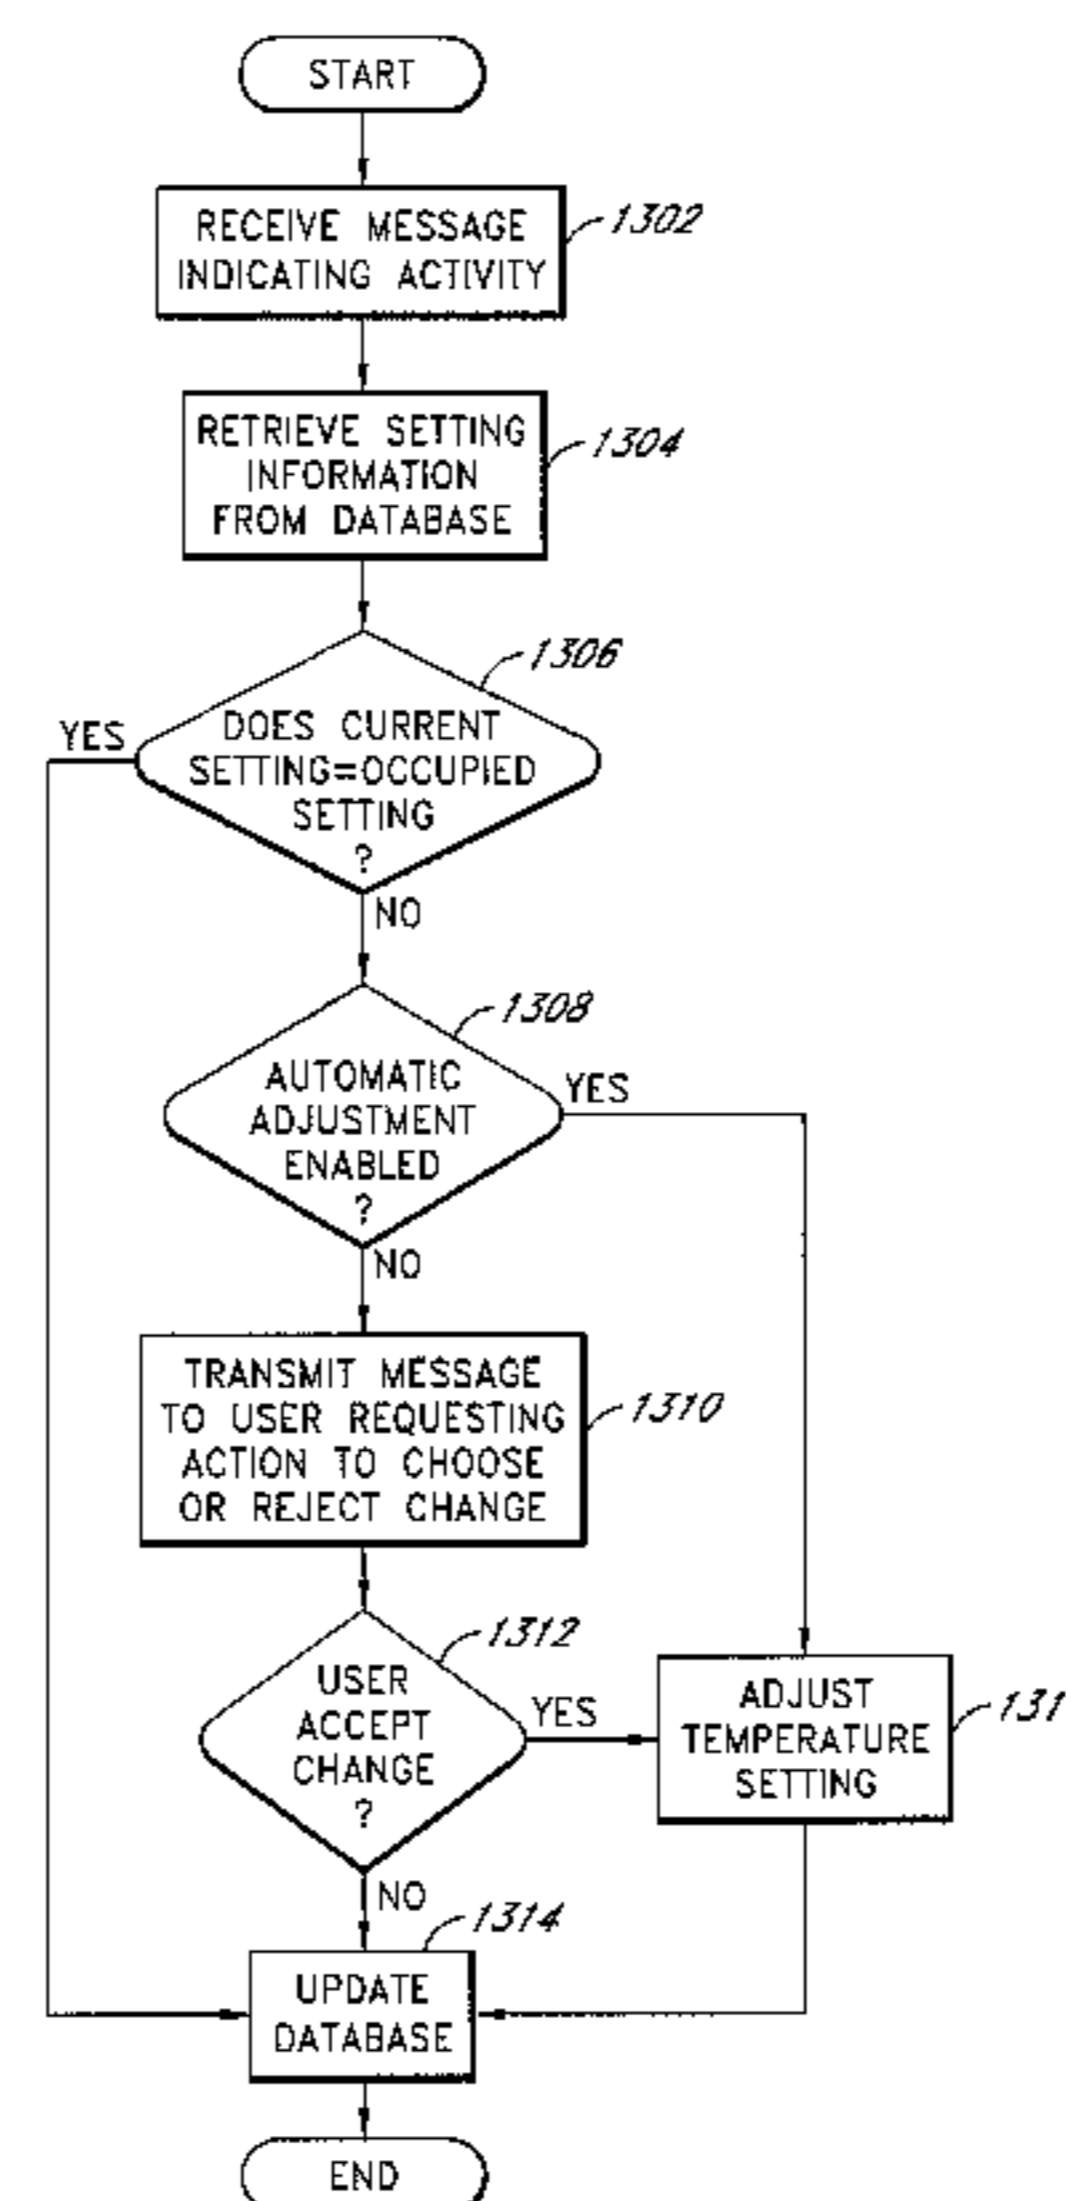 START
RECEIVE MESSAGE
INDICATING ACTIVITY
1302
RETRIEVE SETTING
INFORMATION
FROM DATABASE
1304
1306
DOES CURRENT
SETTING=OCCUPIED
SETTING
?
YES
NO
1308
AUTOMATIC
ADJUSTMENT
ENABLED
?
YES
NO
TRANSMIT MESSAGE
TO USER REQUESTING
ACTION TO CHOOSE
OR REJECT CHANGE
1310
1312
USER
ACCEPT
CHANGE
?
YES
NO
ADJUST
TEMPERATURE
SETTING
131
1314
UPDATE
DATABASE
END